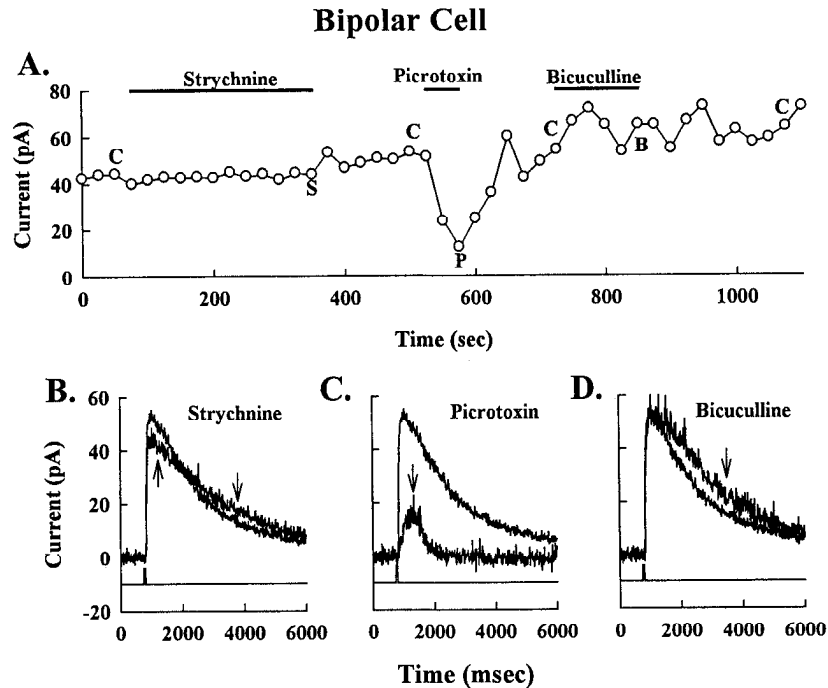 Bipolar Cell
A.
Strychnine
Picrotoxin
Bicuculline
80
60
40
20
0
Current (pA)
C
S
C
P
C
B
C
0 200 400 600 800 1000
Time (sec)
B.
Strychnine
C.
Picrotoxin
D.
Bicuculline
60
40
20
0
-20
Current (pA)
0 2000 4000 6000
0 2000 4000 6000
0 2000 4000 6000
Time (msec)